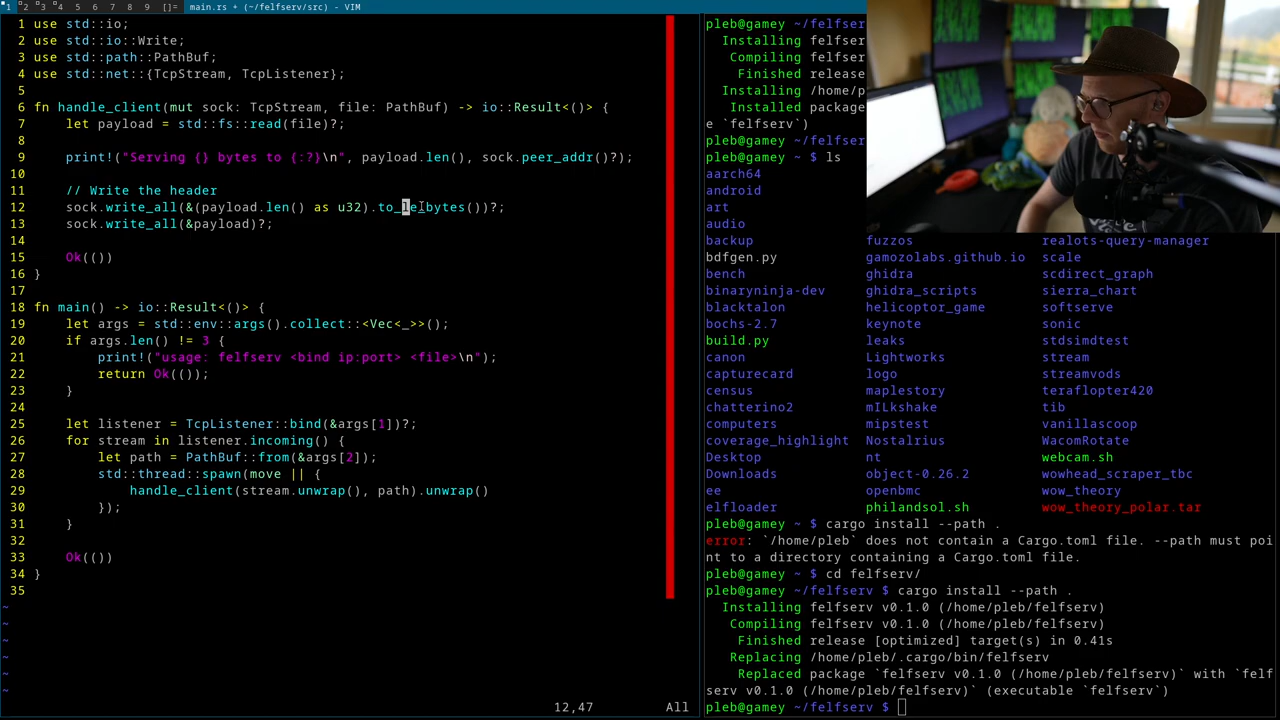 1 2 3 4 5 6 7 8 9 []= main.rs + (~/felfserv/src) - VIM
1 use std::io;
2 use std::io::Write;
3 use std::path::PathBuf;
4 use std::net::{TcpStream, TcpListener};
5
6 fn handle_client(mut sock: TcpStream, file: PathBuf) -> io::Result<()> {
7 let payload = std::fs::read(file)?;
8
9 print!("Serving {} bytes to {:?}\n", payload.len(), sock.peer_addr()?);
10
11 // Write the header
12 sock.write_all(&(payload.len() as u32).to_le_bytes())?;
13 sock.write_all(&payload)?;
14
15 Ok(())
16 }
17
18 fn main() -> io::Result<()> {
19 let args = std::env::args().collect::<Vec<_>>();
20 if args.len() != 3 {
21 print!("usage: felfserv <bind ip:port> <file>\n");
22 return Ok(());
23 }
24
25 let listener = TcpListener::bind(&args[1])?;
26 for stream in listener.incoming() {
27 let path = PathBuf::from(&args[2]);
28 std::thread::spawn(move || {
29 handle_client(stream.unwrap(), path).unwrap()
30 });
31 }
32
33 Ok(())
34 }
35
~
~
~
~
~
~
12,47 All
pleb@gamey ~/felfser
Installing felfser
Compiling felfser
Finished release
Installing /home/p
Installed package
e `felfserv`)
pleb@gamey ~/felfser
pleb@gamey ~ $ ls
aarch64
android
art
audio
backup fuzzos realots-query-manager
bdfgen.py gamozolabs.github.io scale
bench ghidra scdirect_graph
binaryninja-dev ghidra_scripts sierra_chart
blacktalon helicoptor_game softserve
bochs-2.7 keynote sonic
build.py leaks stdsimdtest
canon Lightworks stream
capturecard logo streamvods
census maplestory teraflopter420
chatterino2 mILkshake tib
computers mipstest vanillascoop
coverage_highlight Nostalrius WacomRotate
Desktop nt webcam.sh
Downloads object-0.26.2 wowhead_scraper_tbc
ee openbmc wow_theory
elfloader philandsol.sh wow_theory_polar.tar
pleb@gamey ~ $ cargo install --path .
error: `/home/pleb` does not contain a Cargo.toml file. --path must poi
nt to a directory containing a Cargo.toml file.
pleb@gamey ~ $ cd felfserv/
pleb@gamey ~/felfserv $ cargo install --path .
Installing felfserv v0.1.0 (/home/pleb/felfserv)
Compiling felfserv v0.1.0 (/home/pleb/felfserv)
Finished release [optimized] target(s) in 0.41s
Replacing /home/pleb/.cargo/bin/felfserv
Replaced package `felfserv v0.1.0 (/home/pleb/felfserv)` with `felf
serv v0.1.0 (/home/pleb/felfserv)` (executable `felfserv`)
pleb@gamey ~/felfserv $